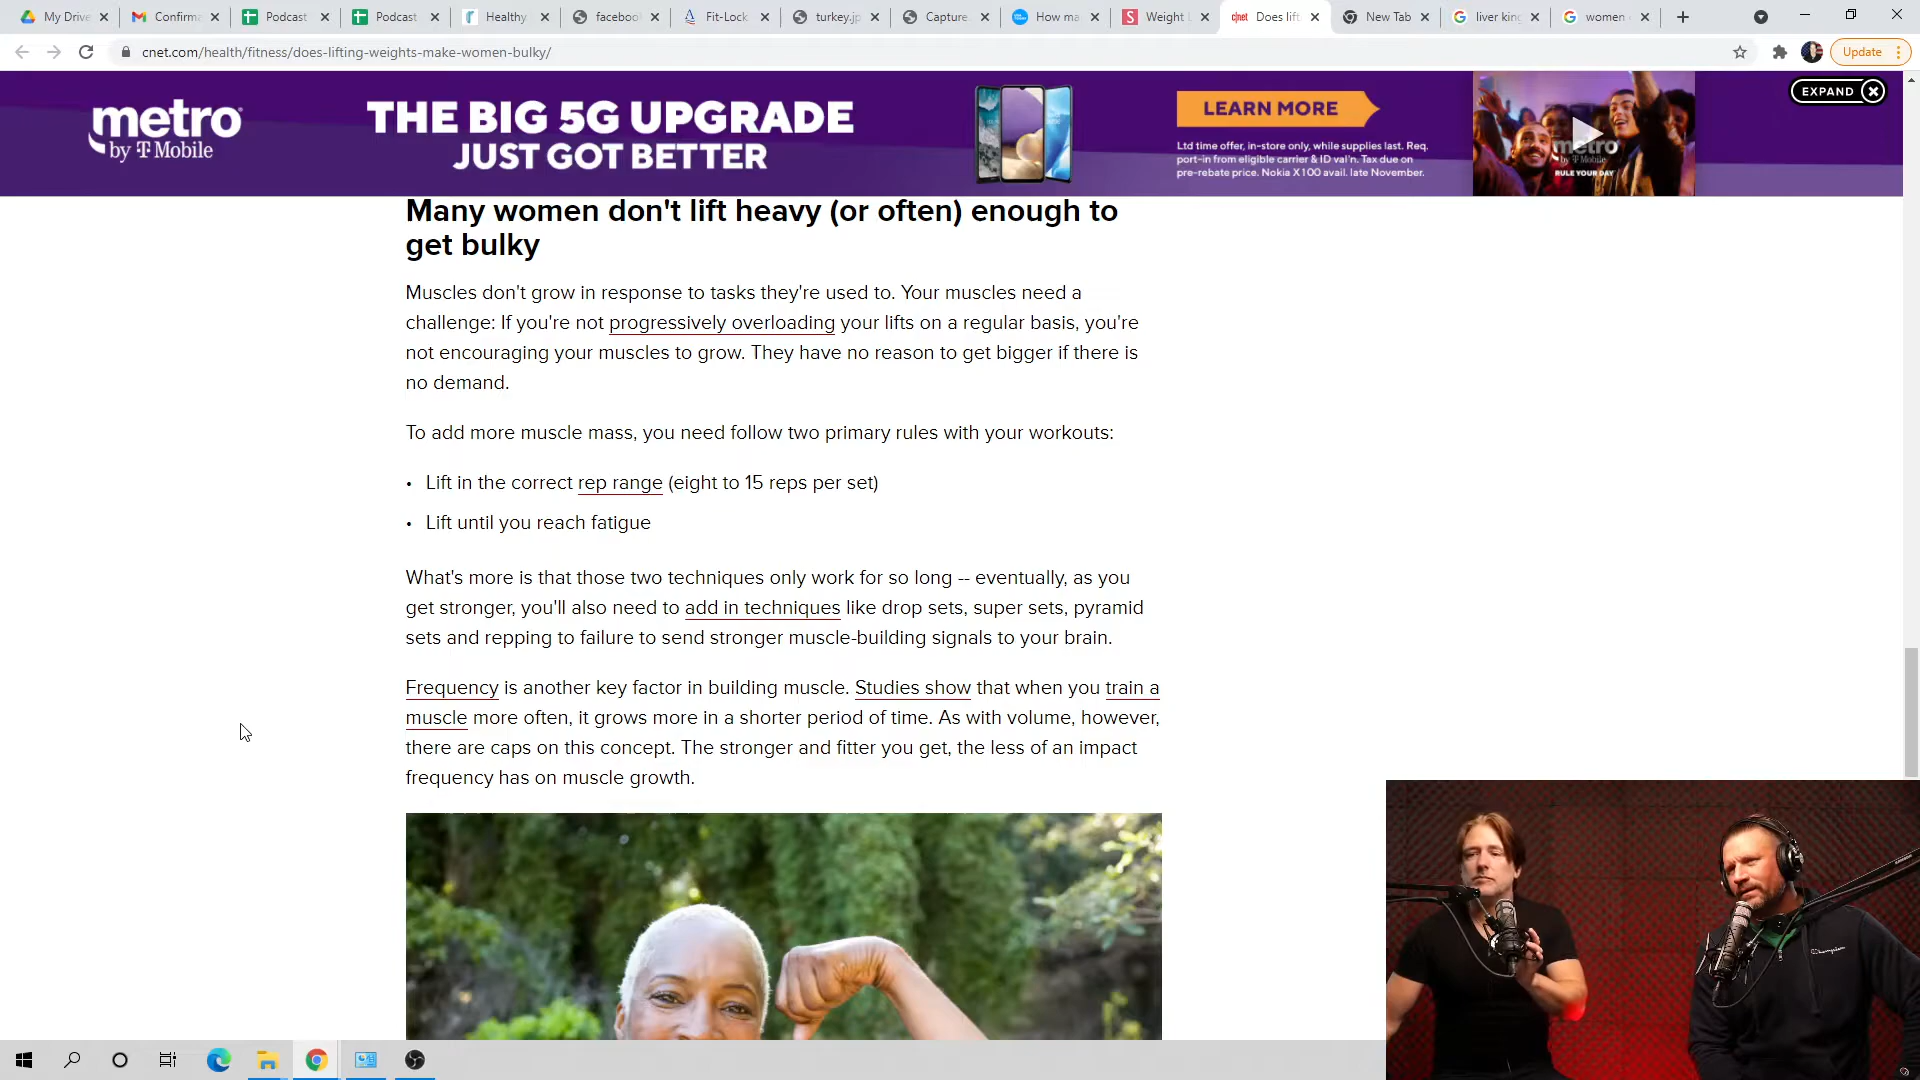 My Drive
Confirma
Podcast
Podcast
Healthy
facebool
Fit-Lock
turkey.jp
Capture.
How ma
Weight L
Does lift
New Tab
liver king
women
cnet.com/health/fitness/does-lifting-weights-make-women-bulky/
Update
metro
by T Mobile
THE BIG 5G UPGRADE
JUST GOT BETTER
LEARN MORE
Ltd time offer, in-store only, while supplies last. Req.
port-in from eligible carrier & ID val'n. Tax due on
pre-rebate price. Nokia X100 avail. late November.
metro
by T Mobile
RULE YOUR DAY
EXPAND
Many women don't lift heavy (or often) enough to
get bulky
Muscles don't grow in response to tasks they're used to. Your muscles need a
challenge: If you're not progressively overloading your lifts on a regular basis, you're
not encouraging your muscles to grow. They have no reason to get bigger if there is
no demand.
To add more muscle mass, you need follow two primary rules with your workouts:
• Lift in the correct rep range (eight to 15 reps per set)
• Lift until you reach fatigue
What's more is that those two techniques only work for so long -- eventually, as you
get stronger, you'll also need to add in techniques like drop sets, super sets, pyramid
sets and repping to failure to send stronger muscle-building signals to your brain.
Frequency is another key factor in building muscle. Studies show that when you train a
muscle more often, it grows more in a shorter period of time. As with volume, however,
there are caps on this concept. The stronger and fitter you get, the less of an impact
frequency has on muscle growth.
Champion